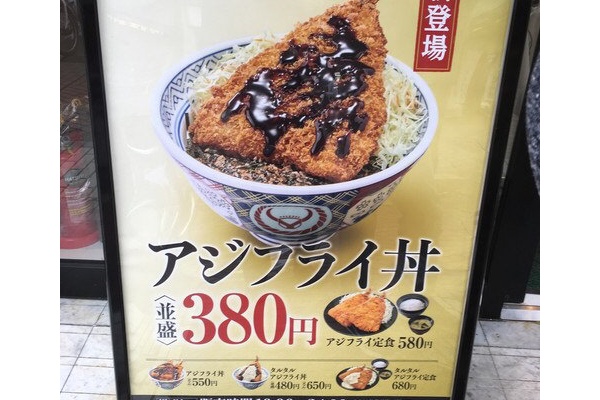 登場
アジフライ丼
〈並盛〉
380円
アジフライ定食 580円
アジフライ丼
550円
タルタル
アジフライ丼
480円 650円
タルタル
アジフライ定食
680円